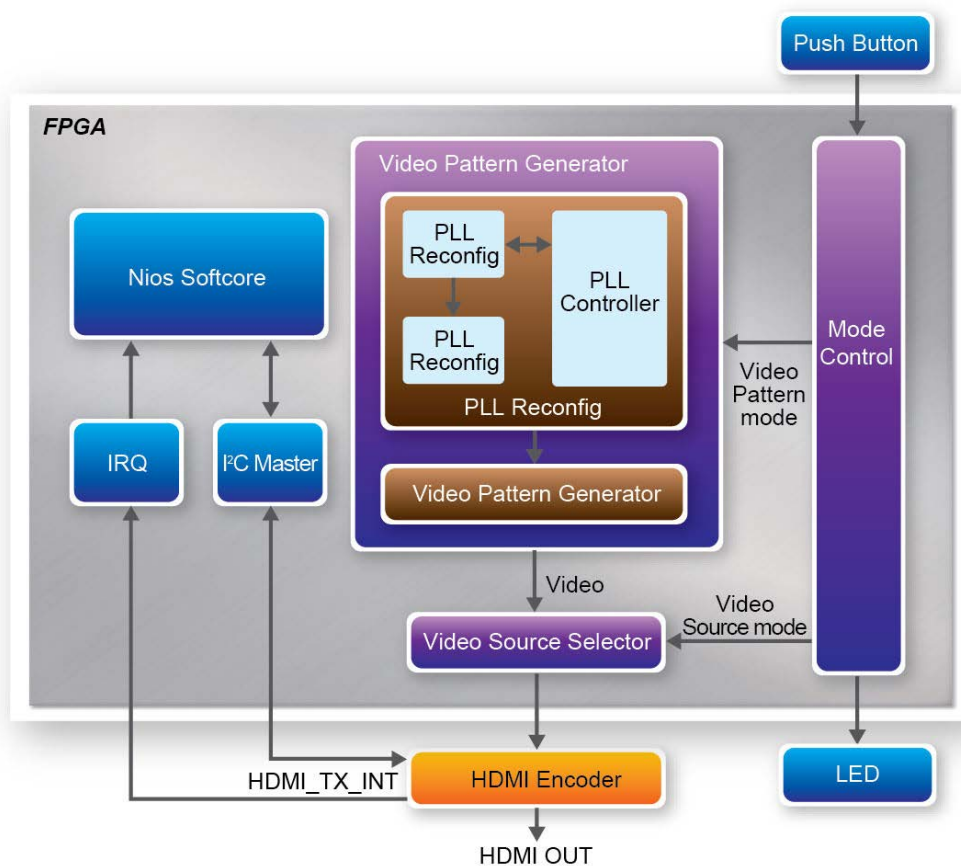 Push Button
FPGA
Video Pattern Generator
PLL
Reconfig
PLL
Controller
PLL
Reconfig
PLL Reconfig
Video Pattern Generator
Nios Softcore
IRQ
I²C Master
Mode
Control
Video
Pattern
mode
Video
Video
Source mode
Video Source Selector
HDMI_TX_INT
HDMI Encoder
LED
HDMI OUT